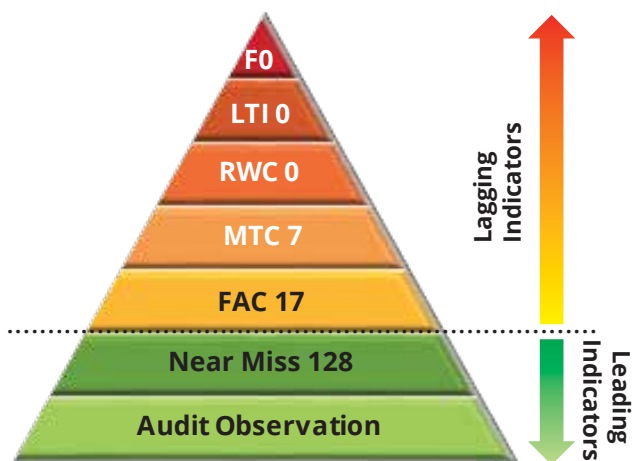 F0
LTI 0
RWC 0
MTC 7
FAC 17
Near Miss 128
Audit Observation
Lagging
Indicators
Leading
Indicators